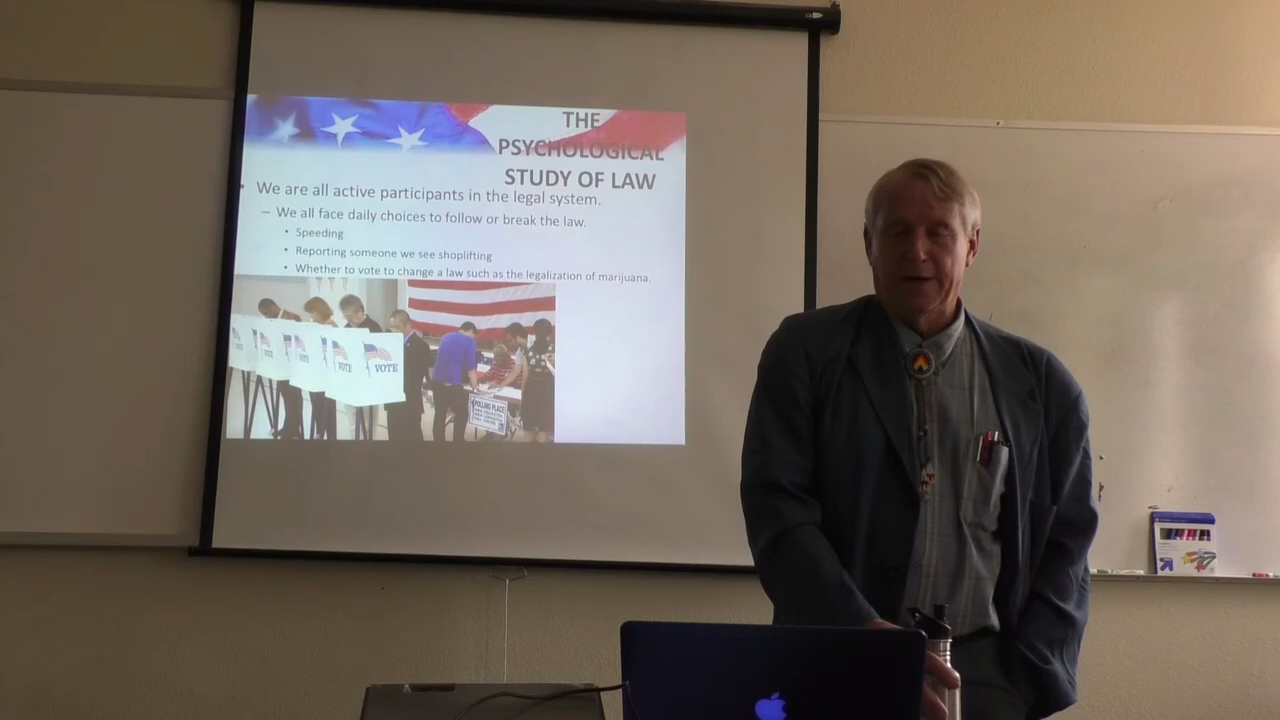 THE
PSYCHOLOGICAL
STUDY OF LAW
• We are all active participants in the legal system.
– We all face daily choices to follow or break the law.
• Speeding
• Reporting someone we see shoplifting
• Whether to vote to change a law such as the legalization of marijuana.
VOTE
VOTE
POLLING PLACE